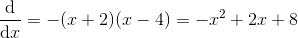 d/dx = −(x + 2)(x − 4) = −x² + 2x + 8